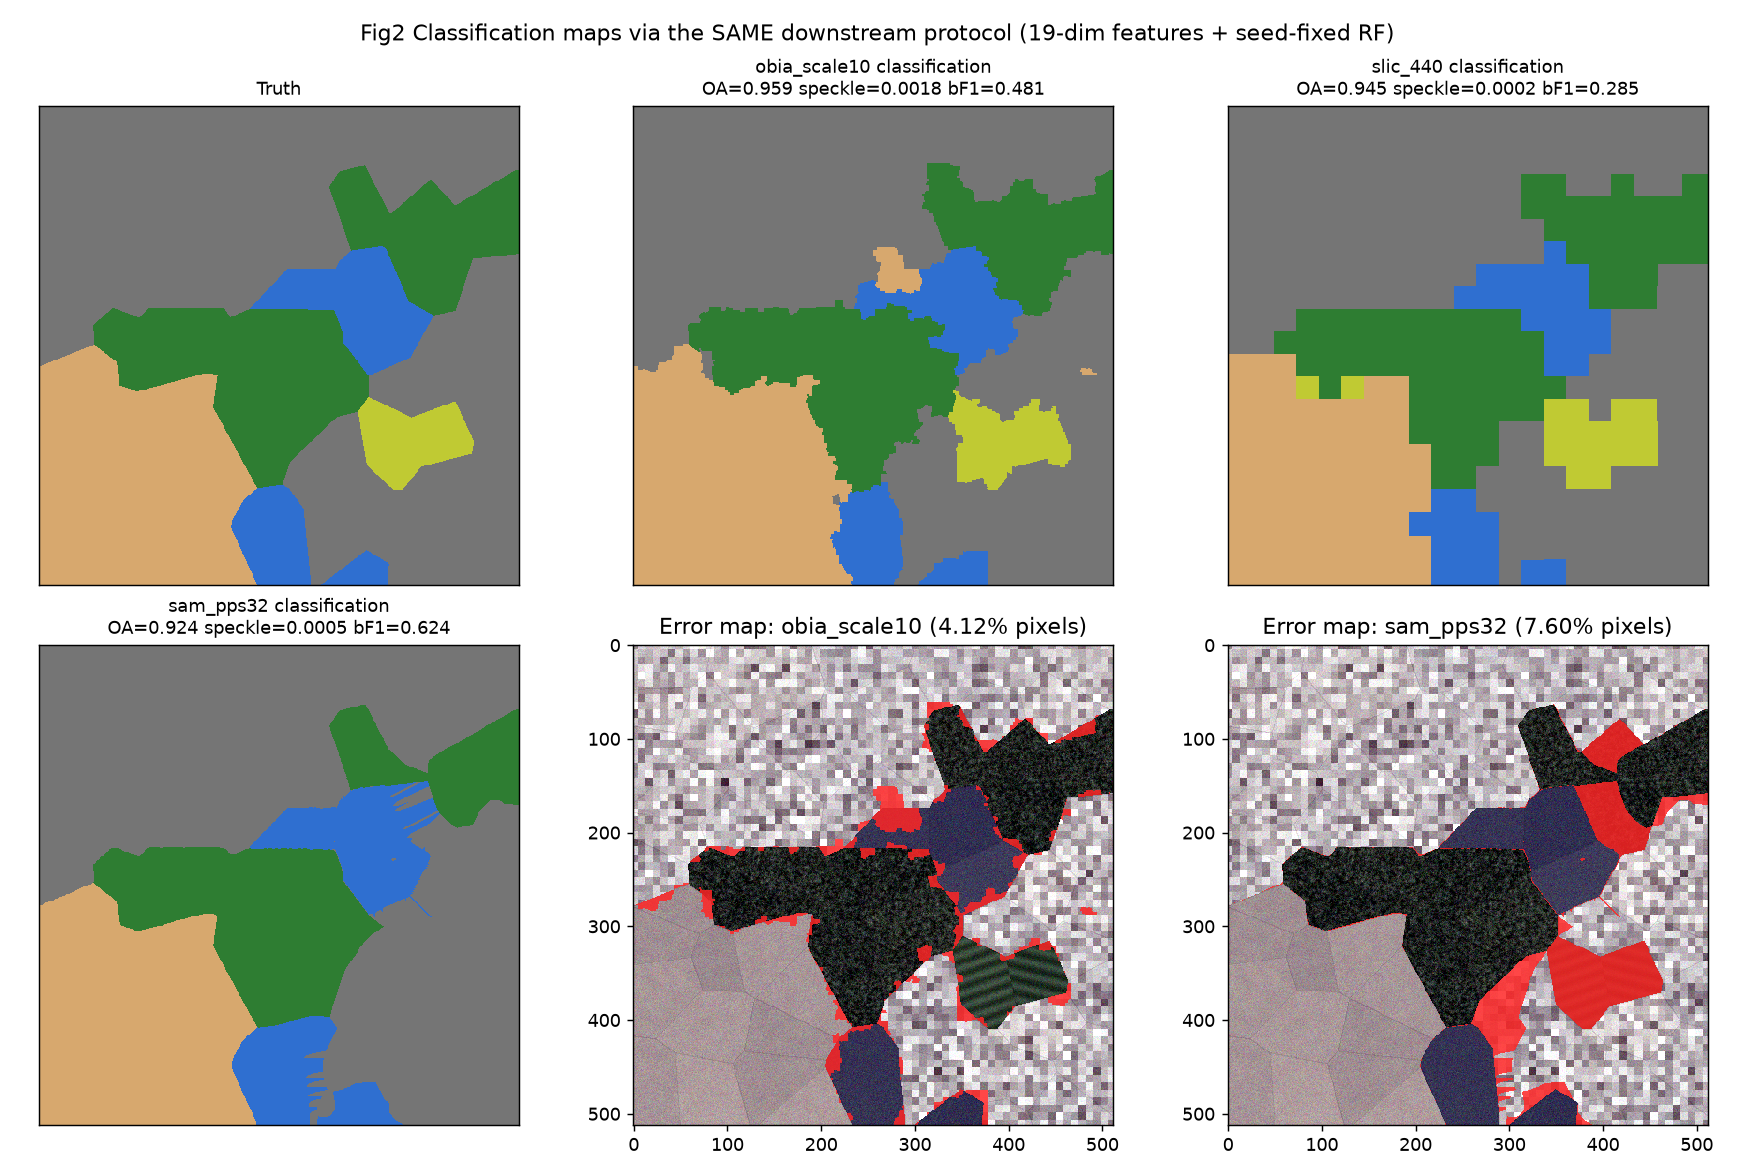 Fig2 Classification maps via the SAME downstream protocol (19-dim features + seed-fixed RF)
Truth
obia_scale10 classification
OA=0.959 speckle=0.0018 bF1=0.481
slic_440 classification
OA=0.945 speckle=0.0002 bF1=0.285
sam_pps32 classification
OA=0.924 speckle=0.0005 bF1=0.624
Error map: obia_scale10 (4.12% pixels)
0
100
200
300
400
500
0 100 200 300 400 500
Error map: sam_pps32 (7.60% pixels)
0
100
200
300
400
500
0 100 200 300 400 500